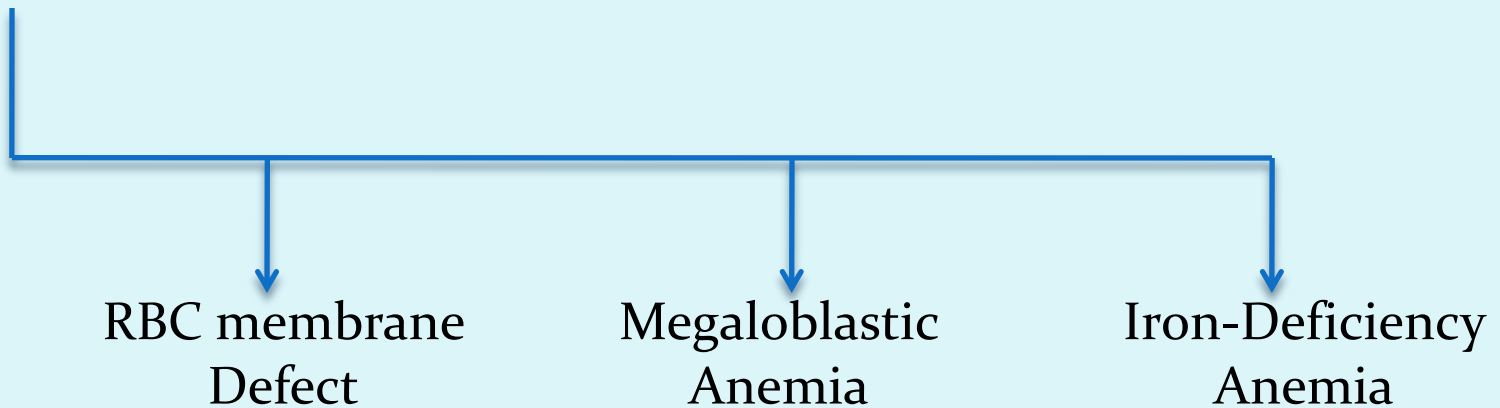 RBC membrane
Defect
Megaloblastic
Anemia
Iron-Deficiency
Anemia